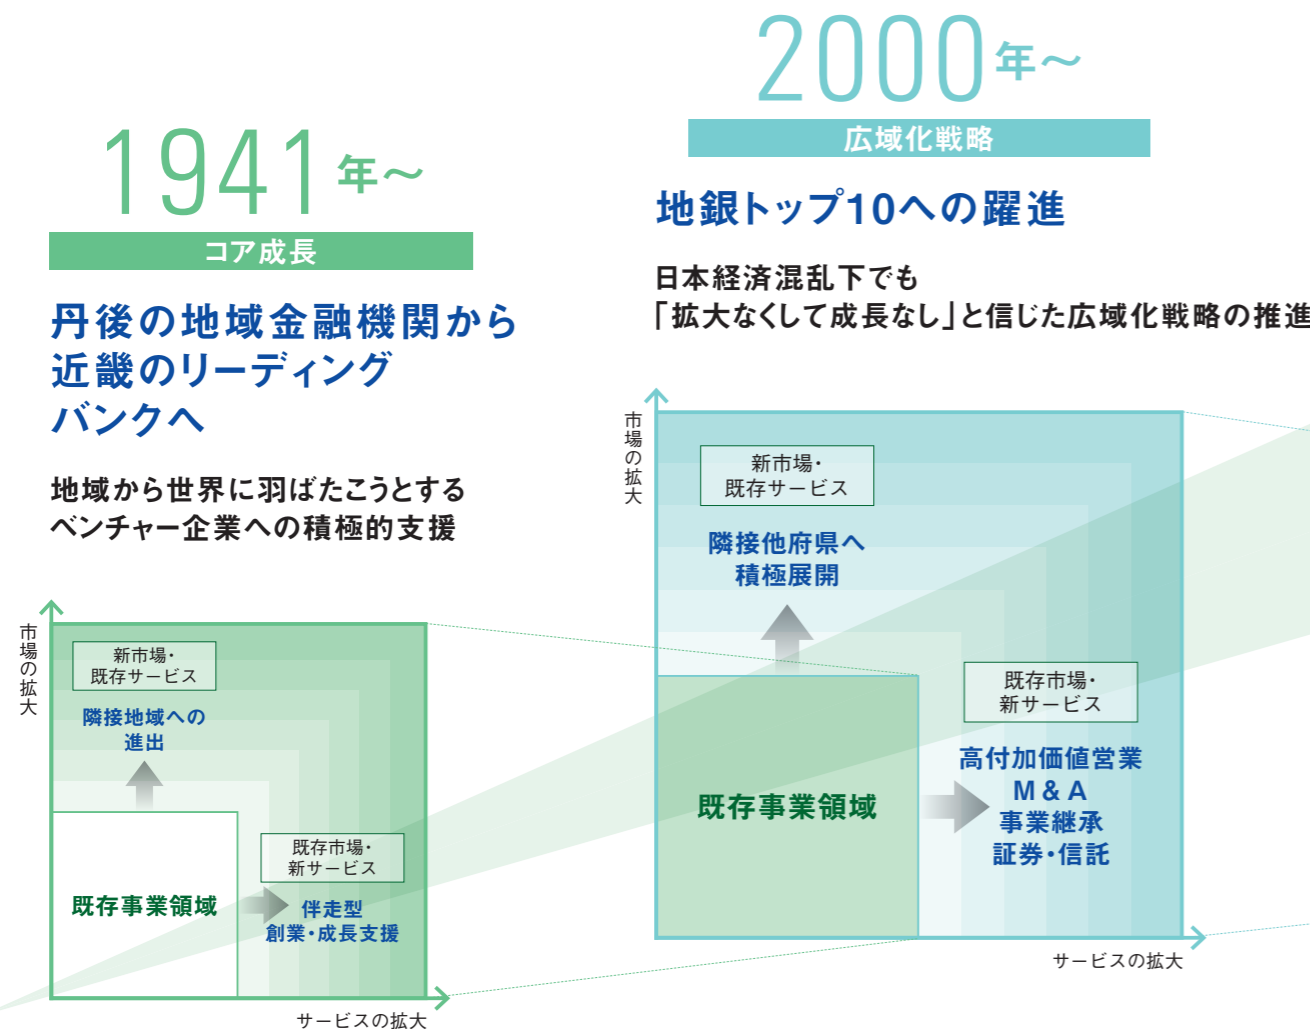 1941年～
コア成長
丹後の地域金融機関から
近畿のリーディング
バンクへ
地域から世界に羽ばたこうとする
ベンチャー企業への積極的支援
市場の拡大
新市場・
既存サービス
隣接地域への
進出
既存事業領域
既存市場・
新サービス
伴走型
創業・成長支援
サービスの拡大
2000年～
広域化戦略
地銀トップ10への躍進
日本経済混乱下でも
「拡大なくして成長なし」と信じた広域化戦略の推進
市場の拡大
新市場・
既存サービス
隣接他府県へ
積極展開
既存事業領域
既存市場・
新サービス
高付加価値営業
M & A
事業継承
証券・信託
サービスの拡大